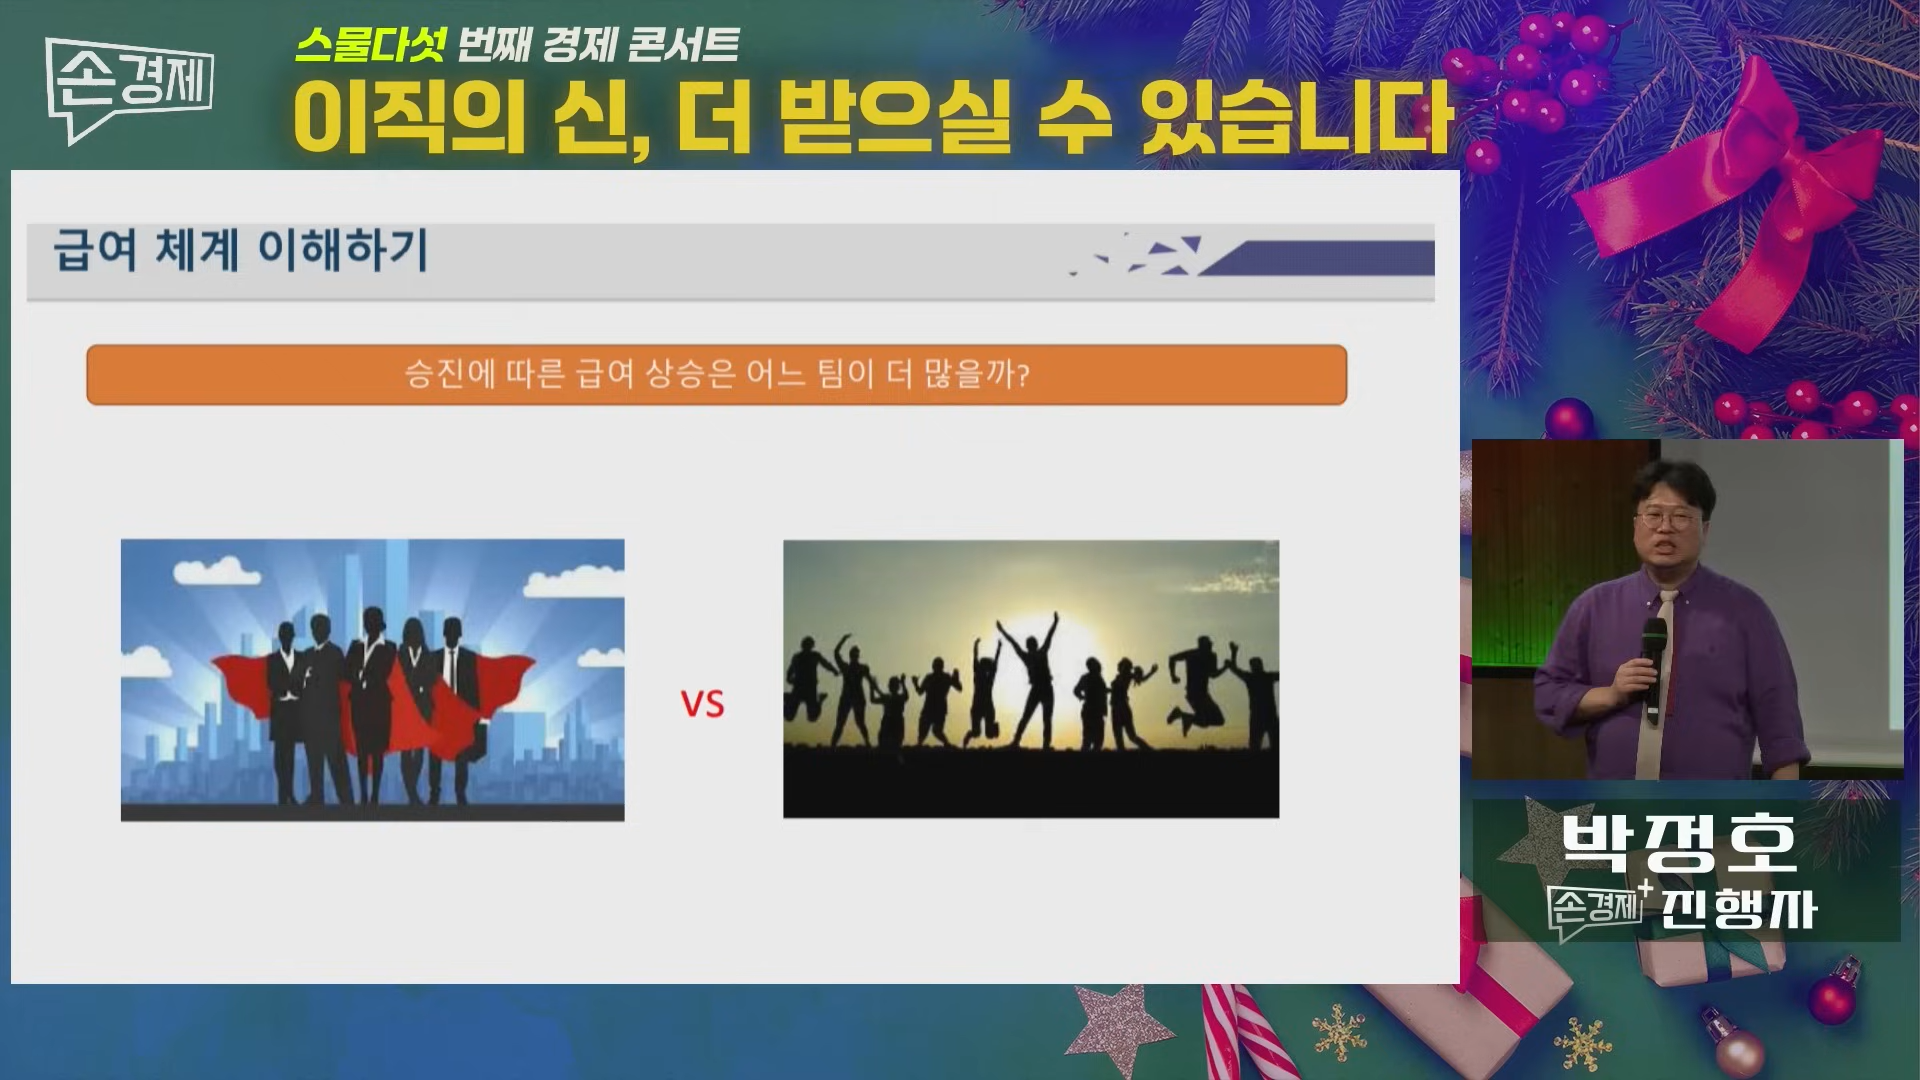 손경제
스물다섯 번째 경제 콘서트
이직의 신, 더 받으실 수 있습니다
급여 체계 이해하기
승진에 따른 급여 상승은 어느 팀이 더 많을까?
VS
박정호
손경제+ 진행자